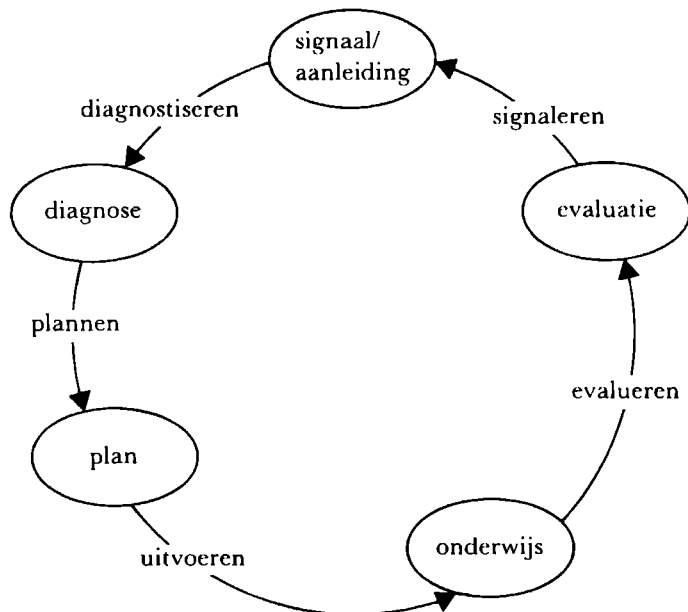 signaal/
aanleiding
diagnostiseren
signaleren
diagnose
evaluatie
plannen
evalueren
plan
onderwijs
uitvoeren